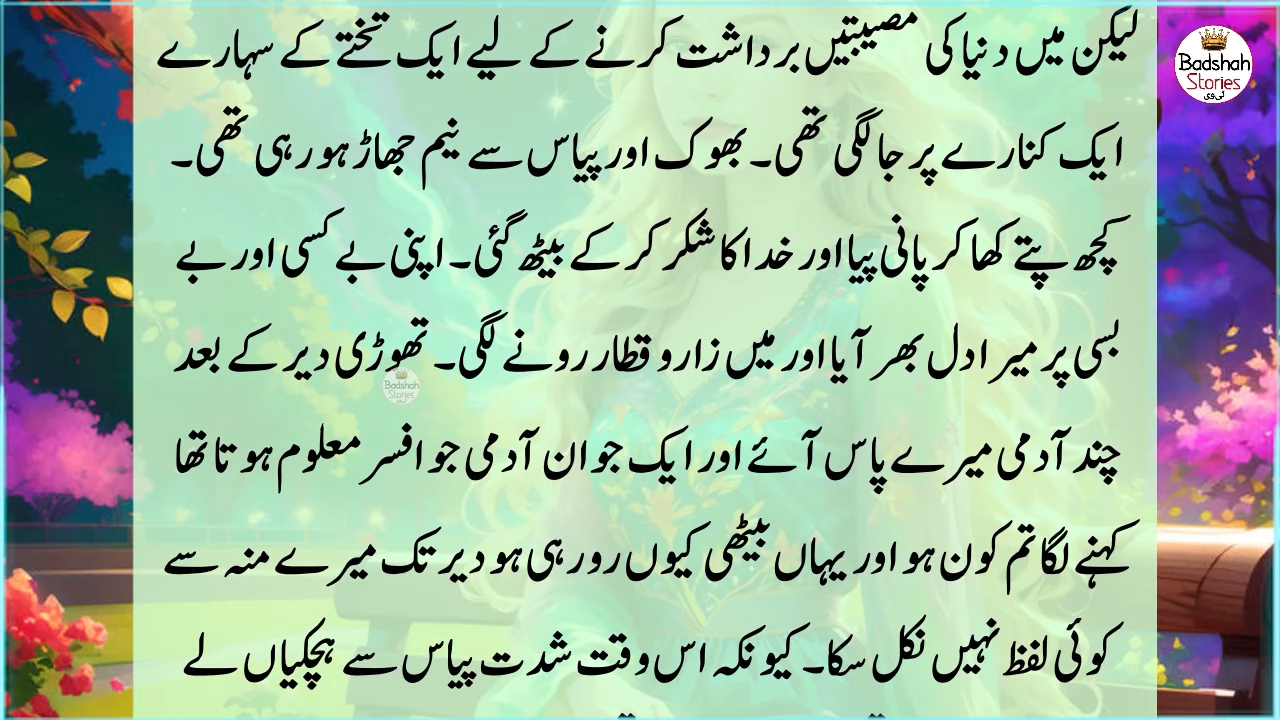 لیکن میں دنیا کی مصیبتیں برداشت کرنے کے لیے ایک تختے کے سہارے
ایک کنارے پر جا لگی تھی۔ بھوک اور پیاس سے نیم جھاڑ ہو رہی تھی۔
کچھ پتے کھا کر پانی پیا اور خدا کا شکر کر کے بیٹھ گئی۔ اپنی بے کسی اور بے
بسی پر میرا دل بھر آیا اور میں زار و قطار رونے لگی۔ تھوڑی دیر کے بعد
چند آدمی میرے پاس آئے اور ایک جوان آدمی جو افسر معلوم ہوتا تھا
کہنے لگا تم کون ہو اور یہاں بیٹھی کیوں رو رہی ہو دیر تک میرے منہ سے
کوئی لفظ نہیں نکل سکا۔ کیونکہ اس وقت شدت پیاس سے ہچکیاں لے
Badshah
Stories
ٹی وی
Badshah
Stories